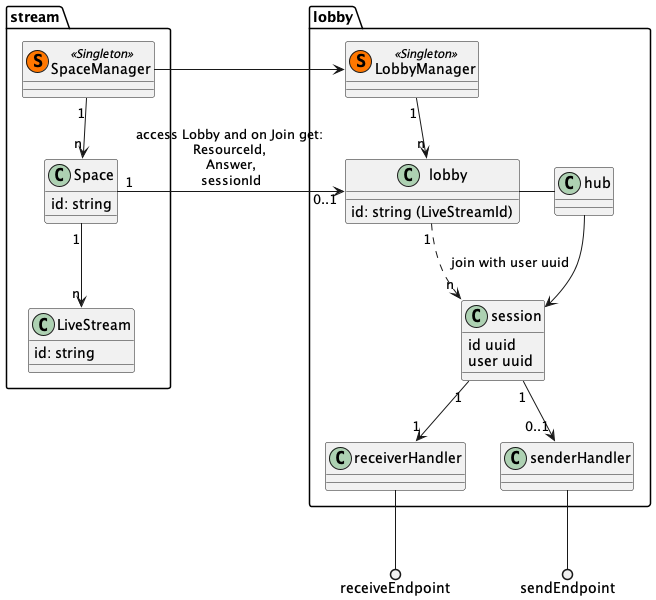 stream
lobby
«Singleton»
S SpaceManager
«Singleton»
S LobbyManager
1
n
1
n
access Lobby and on Join get:
ResourceId,
Answer,
sessionId
C Space
id: string
1
0..1
C lobby
id: string (LiveStreamId)
C hub
1
n
1
n
join with user uuid
C LiveStream
id: string
C session
id uuid
user uuid
1
1
1
0..1
C receiverHandler
C senderHandler
receiveEndpoint
sendEndpoint